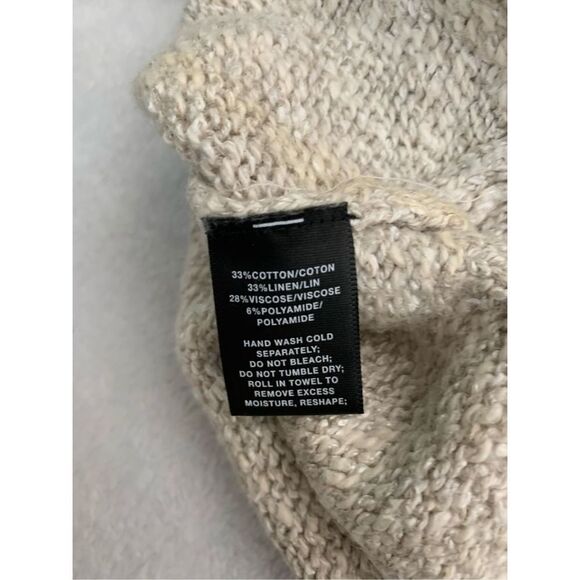 33%COTTON/COTON
33%LINEN/LIN
28%VISCOSE/VISCOSE
6%POLYAMIDE/
POLYAMIDE
HAND WASH COLD
SEPARATELY;
DO NOT BLEACH;
DO NOT TUMBLE DRY;
ROLL IN TOWEL TO
REMOVE EXCESS
MOISTURE, RESHAPE;